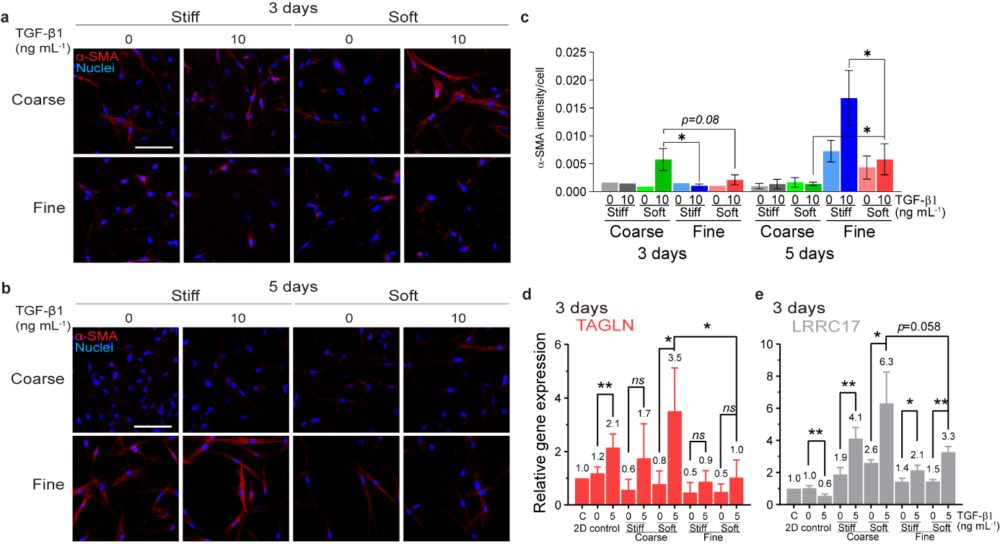 a
3 days
Stiff
Soft
TGF-β1
(ng mL-1)
0
10
0
10
α-SMA
Nuclei
Coarse
Fine
b
5 days
Stiff
Soft
TGF-β1
(ng mL-1)
0
10
0
10
α-SMA
Nuclei
Coarse
Fine
c
α-SMA intensity/cell
0.025
0.020
0.015
0.010
0.005
0.000
p=0.08
*
*
*
0 10 0 10 0 10 0 10 0 10 0 10 0 10 0 10 TGF-β1
Stiff Soft Stiff Soft Stiff Soft Stiff Soft (ng mL-1)
Coarse Fine Coarse Fine
3 days 5 days
d
3 days
TAGLN
Relative gene expression
6
4
2
0
**
ns
*
*
ns
ns
1.0 1.2 2.1 0.6 1.7 0.8 3.5 0.5 0.9 0.5 1.0
C 0 5 0 5 0 5 0 5 0 5
2D control Stiff Soft Stiff Soft
Coarse Fine
e
3 days
LRRC17
10
8
6
4
2
0
**
**
*
p=0.058
*
**
1.0 1.0 0.6 1.9 4.1 2.6 6.3 1.4 2.1 1.5 3.3
C 0 5 0 5 0 5 0 5 0 5 TGF-β1
2D control Stiff Soft Stiff Soft (ng mL-1)
Coarse Fine